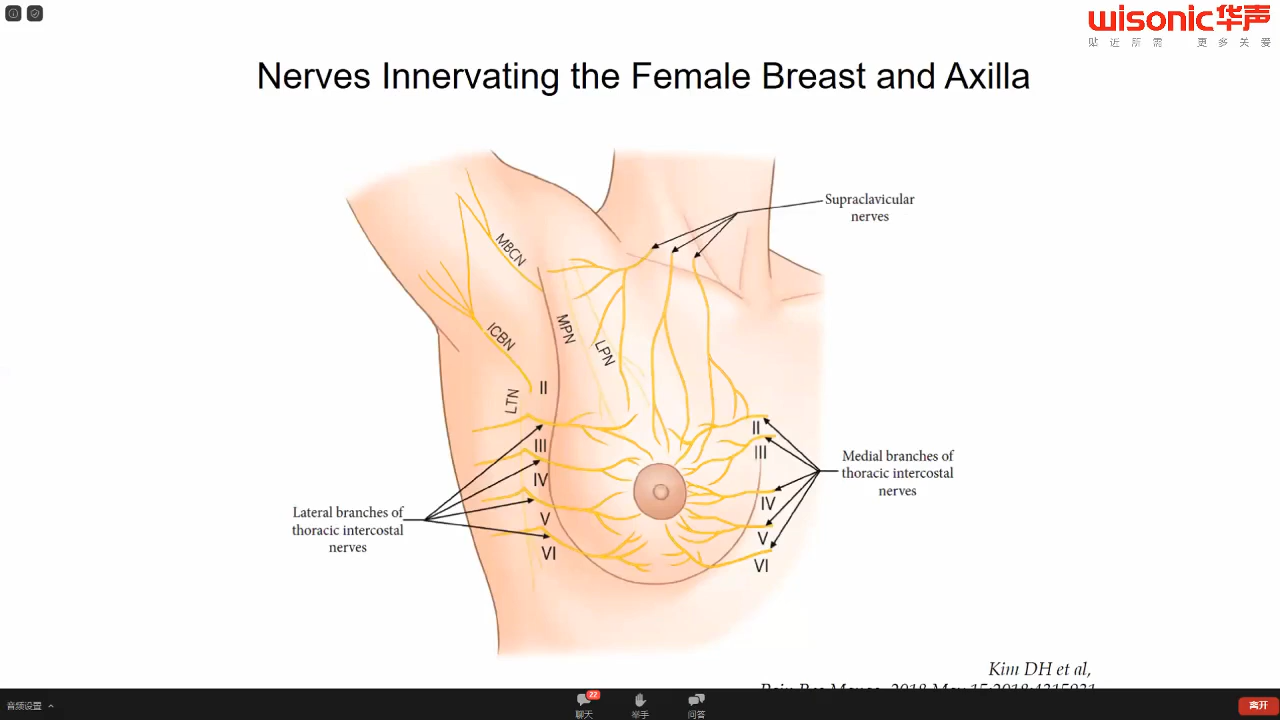 wisonic华声
贴近所需 更多关爱
Nerves Innervating the Female Breast and Axilla
Supraclavicular
nerves
MBCN
MPN
ICBN
LPN
LTN
II
II
III
III
IV
IV
V
V
VI
VI
Medial branches of
thoracic intercostal
nerves
Lateral branches of
thoracic intercostal
nerves
Kim DH et al,
音频设置
22
聊天
举手
问答
离开